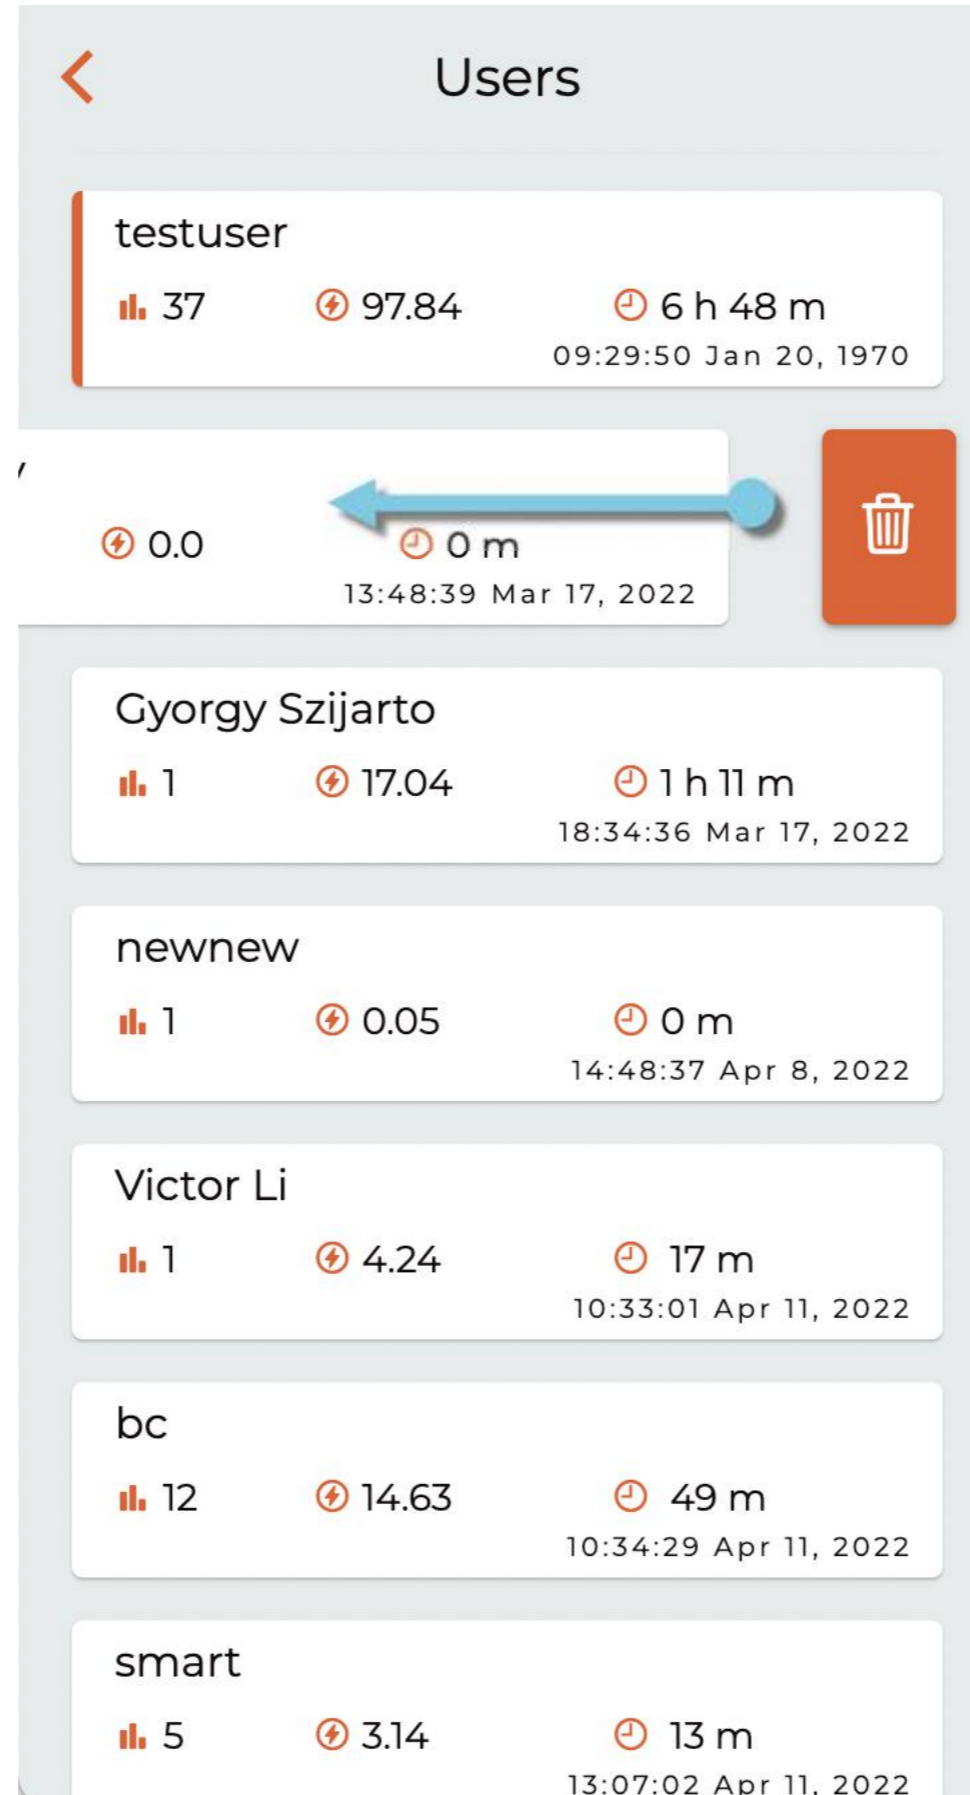 Users
testuser
37 97.84 6 h 48 m
09:29:50 Jan 20, 1970
0.0 0 m
13:48:39 Mar 17, 2022
Gyorgy Szijarto
1 17.04 1 h 11 m
18:34:36 Mar 17, 2022
newnew
1 0.05 0 m
14:48:37 Apr 8, 2022
Victor Li
1 4.24 17 m
10:33:01 Apr 11, 2022
bc
12 14.63 49 m
10:34:29 Apr 11, 2022
smart
5 3.14 13 m
13:07:02 Apr 11, 2022